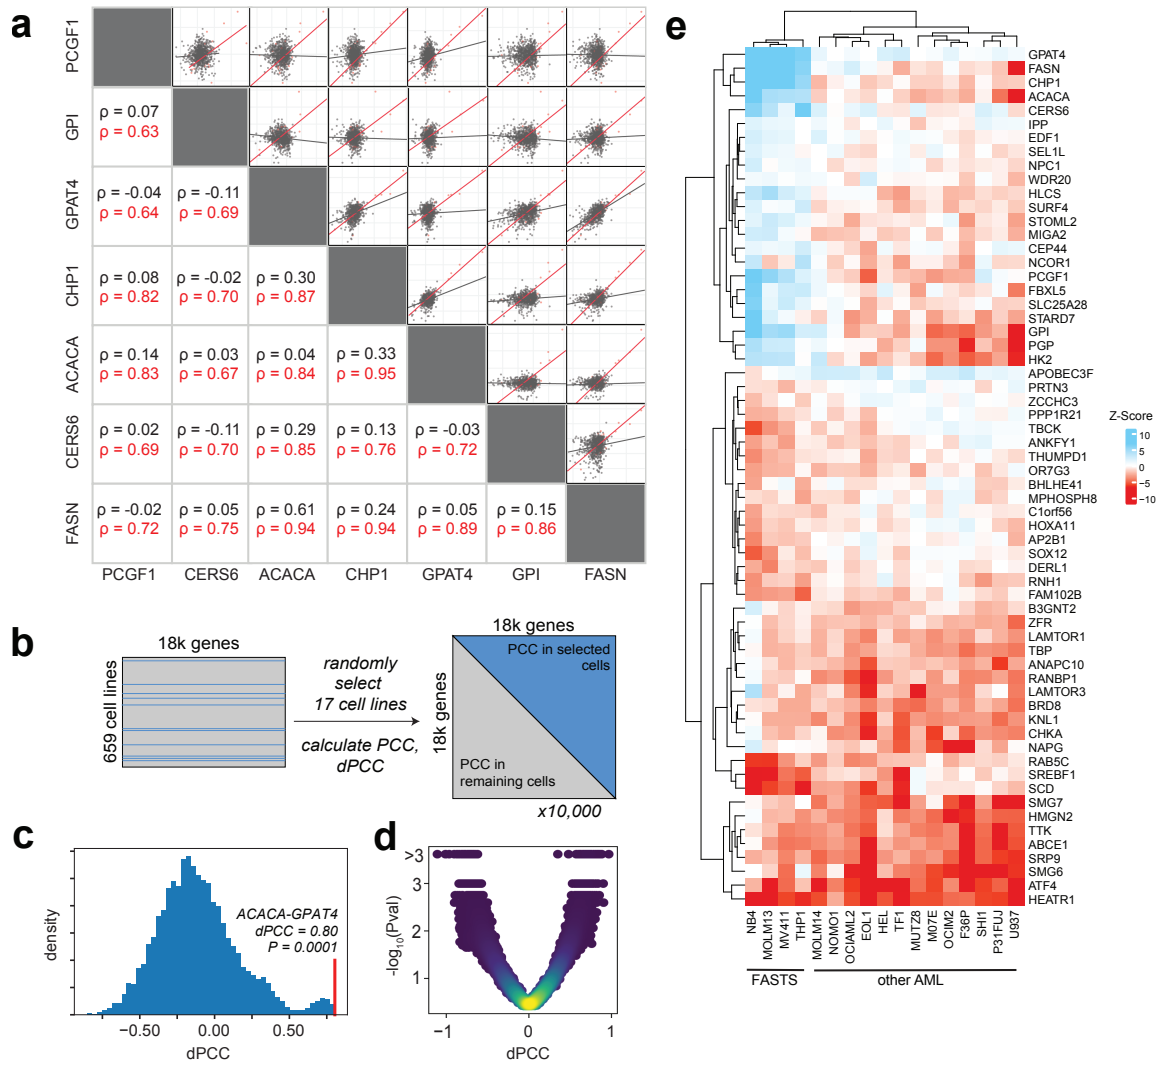 a
PCGF1
GPI
ρ = 0.07
ρ = 0.63
GPAT4
ρ = -0.04
ρ = 0.64
ρ = -0.11
ρ = 0.69
CHP1
ρ = 0.08
ρ = 0.82
ρ = -0.02
ρ = 0.70
ρ = 0.30
ρ = 0.87
ACACA
ρ = 0.14
ρ = 0.83
ρ = 0.03
ρ = 0.67
ρ = 0.04
ρ = 0.84
ρ = 0.33
ρ = 0.95
CERS6
ρ = 0.02
ρ = 0.69
ρ = -0.11
ρ = 0.70
ρ = 0.29
ρ = 0.85
ρ = 0.13
ρ = 0.76
ρ = -0.03
ρ = 0.72
FASN
ρ = -0.02
ρ = 0.72
ρ = 0.05
ρ = 0.75
ρ = 0.61
ρ = 0.94
ρ = 0.24
ρ = 0.94
ρ = 0.05
ρ = 0.89
ρ = 0.15
ρ = 0.86
PCGF1
CERS6
ACACA
CHP1
GPAT4
GPI
FASN
b
18k genes
659 cell lines
randomly
select
17 cell lines
calculate PCC,
dPCC
18k genes
18k genes
PCC in selected
cells
PCC in
remaining cells
x10,000
c
density
ACACA-GPAT4
dPCC = 0.80
P = 0.0001
−0.50
0.00
0.50
dPCC
d
-log10(Pval)
>3
3
2
1
−1
0
1
dPCC
e
GPAT4
FASN
CHP1
ACACA
CERS6
IPP
EDF1
SEL1L
NPC1
WDR20
HLCS
SURF4
STOML2
MIGA2
CEP44
NCOR1
PCGF1
FBXL5
SLC25A28
STARD7
GPI
PGP
HK2
APOBEC3F
PRTN3
ZCCHC3
PPP1R21
TBCK
ANKFY1
THUMPD1
OR7G3
BHLHE41
MPHOSPH8
C1orf56
HOXA11
AP2B1
SOX12
DERL1
RNH1
FAM102B
B3GNT2
ZFR
LAMTOR1
TBP
ANAPC10
RANBP1
LAMTOR3
BRD8
KNL1
CHKA
NAPG
RAB5C
SREBF1
SCD
SMG7
HMGN2
TTK
ABCE1
SRP9
SMG6
ATF4
HEATR1
NB4
MOLM13
MV411
THP1
MOLM14
NOMO1
OCIAML2
EOL1
HEL
TF1
MUTZ8
M07E
OCIM2
F36P
SHI1
P31FUJ
U937
FASTS
other AML
Z-Score
10
5
0
−5
−10